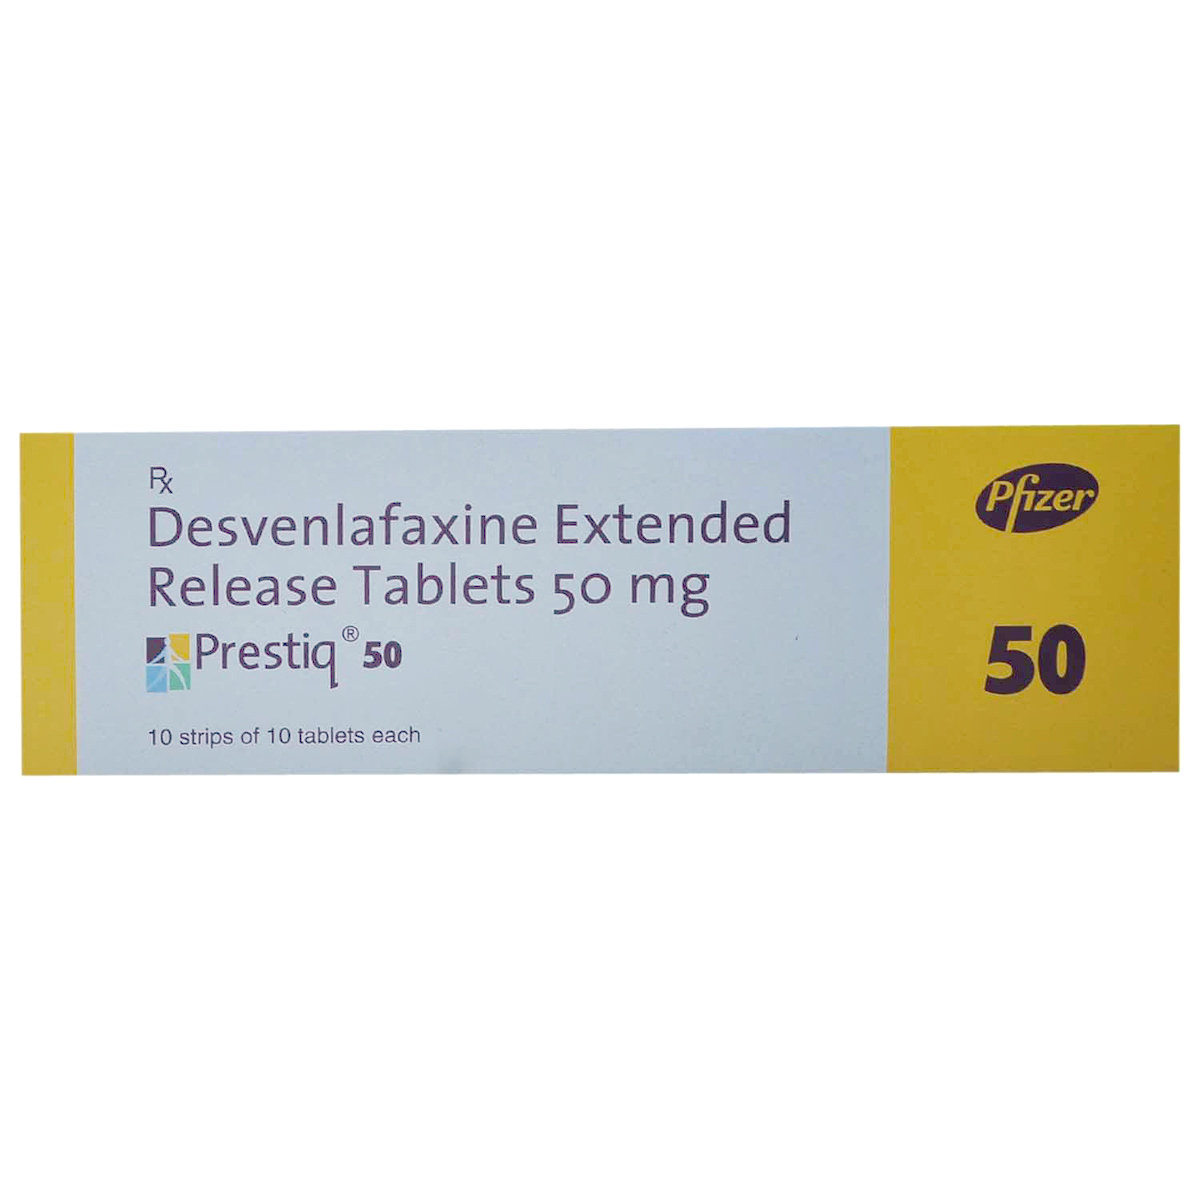 Rx
Desvenlafaxine Extended
Release Tablets 50 mg
Prestiq® 50
10 strips of 10 tablets each
Pfizer
50